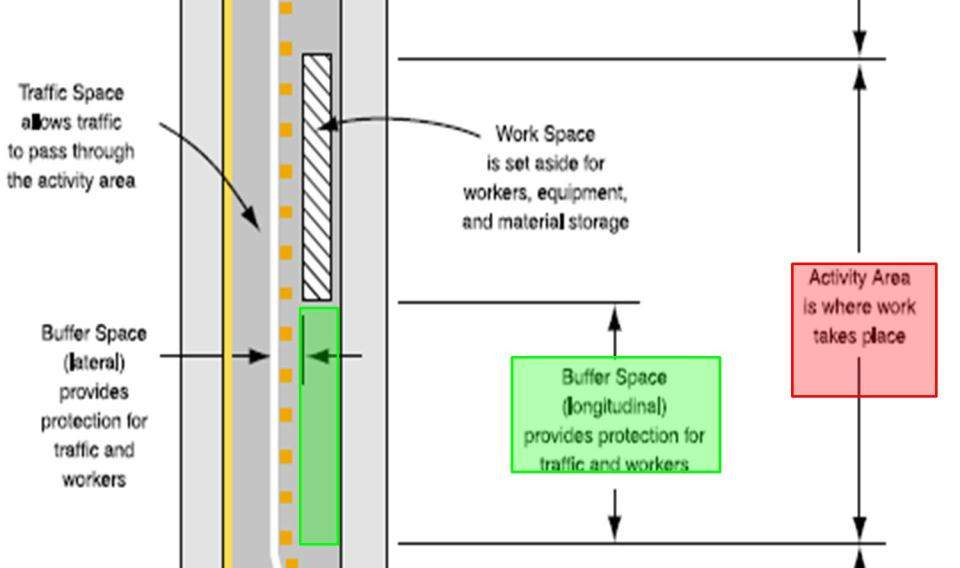 Traffic Space
allows traffic
to pass through
the activity area
Work Space
is set aside for
workers, equipment,
and material storage
Activity Area
is where work
takes place
Buffer Space
(lateral)
provides
protection for
traffic and
workers
Buffer Space
(longitudinal)
provides protection for
traffic and workers